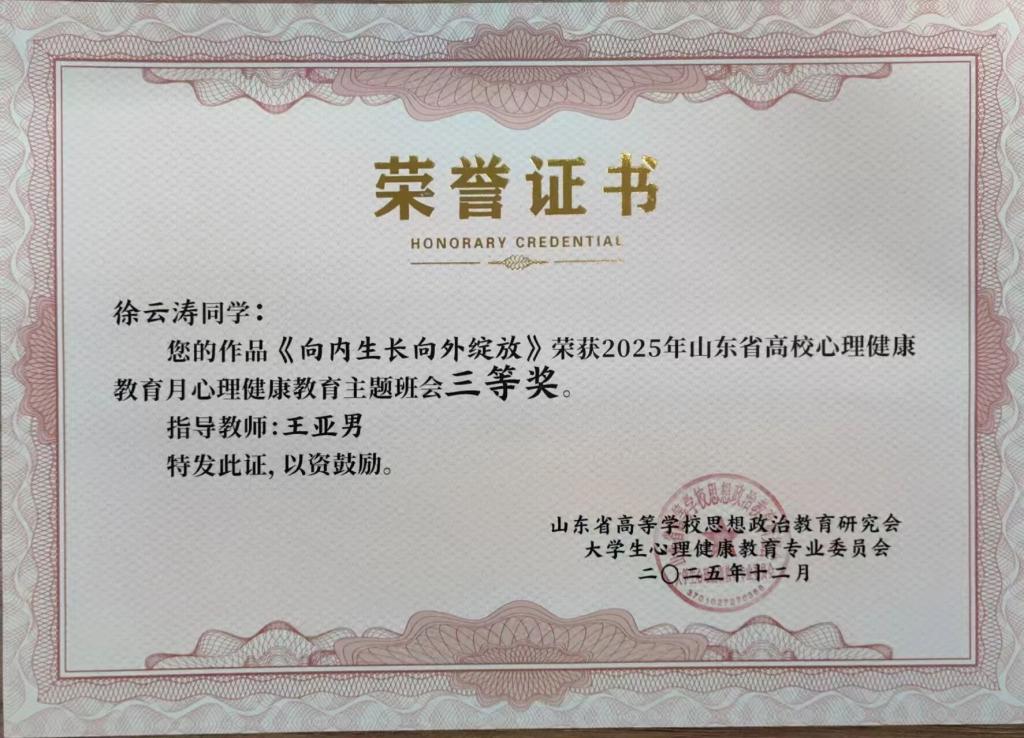 荣誉证书
HONORARY CREDENTIAL
徐云涛同学：
您的作品《向内生长向外绽放》荣获2025年山东省高校心理健康
教育月心理健康教育主题班会三等奖。
指导教师：王亚男
特发此证，以资鼓励。
山东省高等学校思想政治教育研究会
大学生心理健康教育专业委员会
二〇二五年十二月